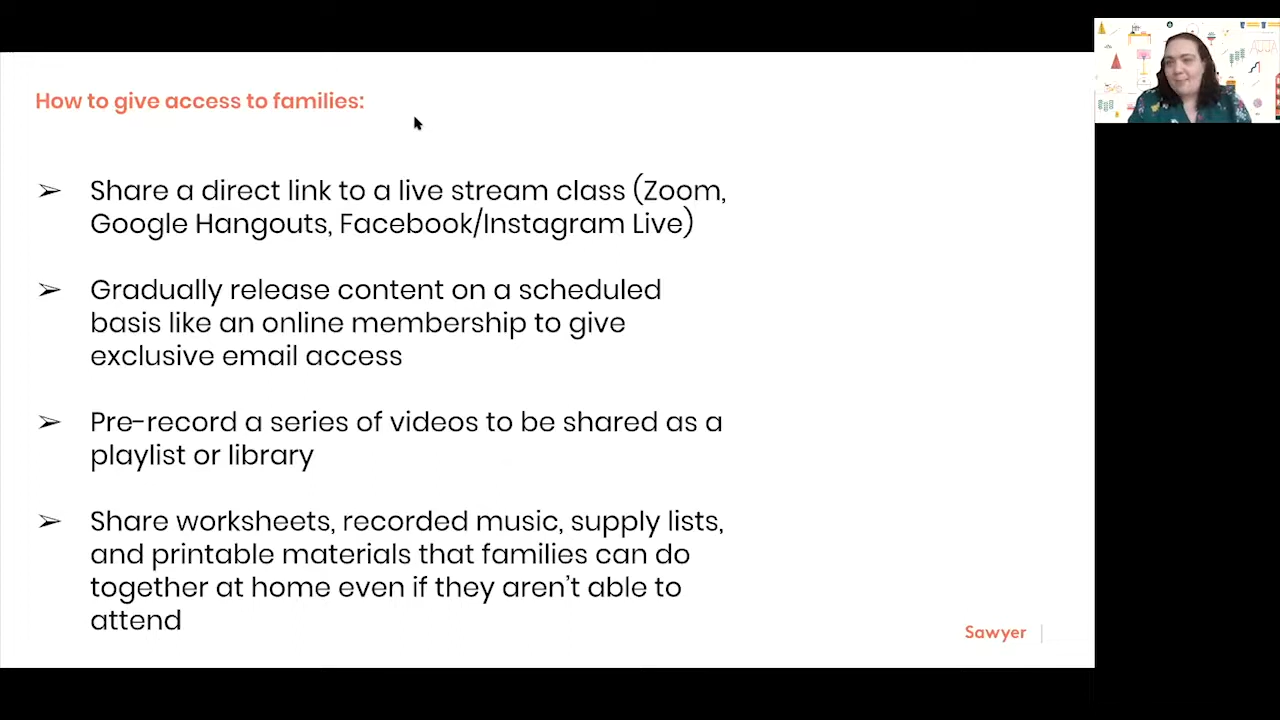 How to give access to families:
➢ Share a direct link to a live stream class (Zoom,
Google Hangouts, Facebook/Instagram Live)
➢ Gradually release content on a scheduled
basis like an online membership to give
exclusive email access
➢ Pre-record a series of videos to be shared as a
playlist or library
➢ Share worksheets, recorded music, supply lists,
and printable materials that families can do
together at home even if they aren't able to
attend
Sawyer